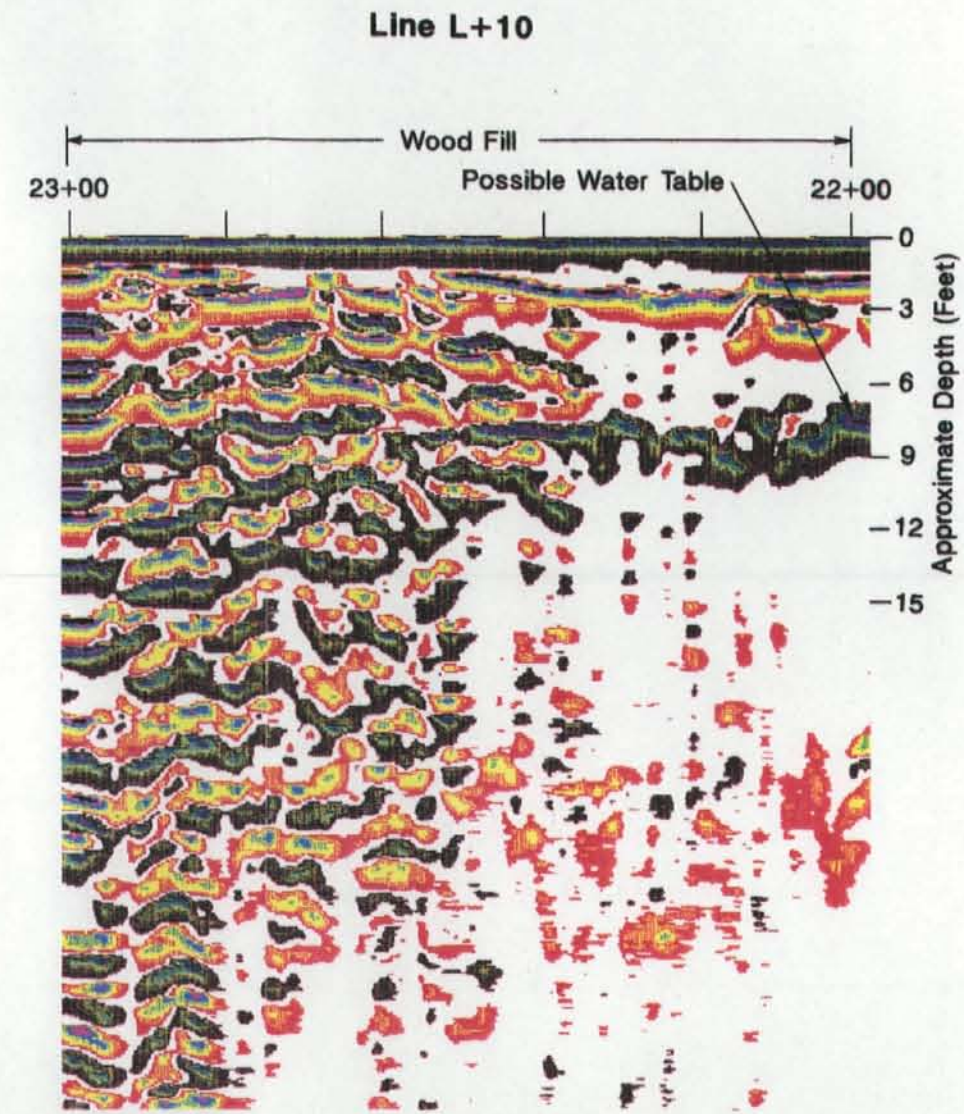 Line L+10
Wood Fill
23+00
Possible Water Table
22+00
0
3
6
9
12
15
Approximate Depth (Feet)